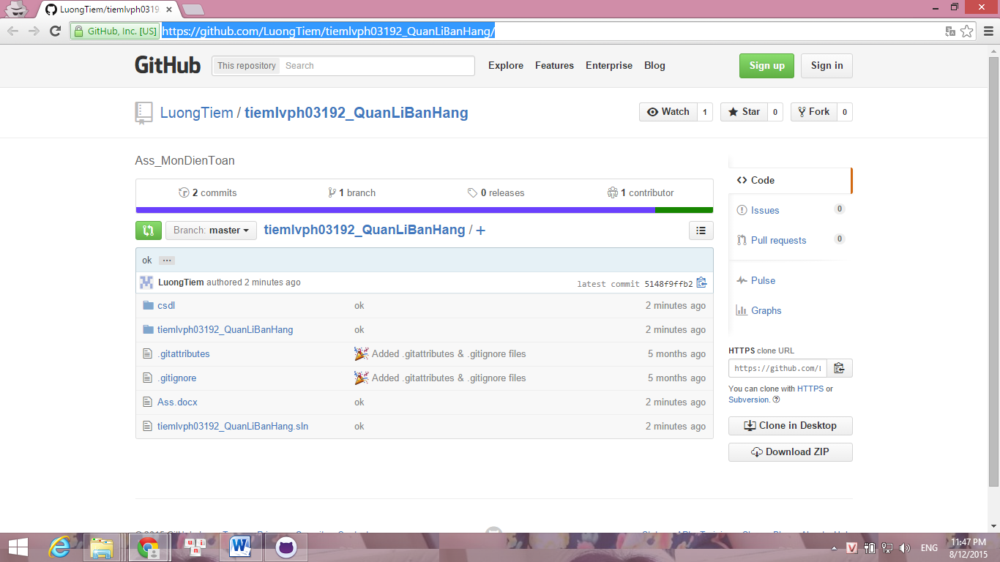 LuongTiem/tiemlvph0319
GitHub, Inc. [US] https://github.com/LuongTiem/tiemlvph03192_QuanLiBanHang/
GitHub This repository Search Explore Features Enterprise Blog Sign up Sign in
LuongTiem / tiemlvph03192_QuanLiBanHang Watch 1 Star 0 Fork 0
Ass_MonDienToan
2 commits 1 branch 0 releases 1 contributor
Branch: master tiemlvph03192_QuanLiBanHang / +
ok ...
LuongTiem authored 2 minutes ago latest commit 5148f9ffb2
csdl ok 2 minutes ago
tiemlvph03192_QuanLiBanHang ok 2 minutes ago
.gitattributes Added .gitattributes & .gitignore files 5 months ago
.gitignore Added .gitattributes & .gitignore files 5 months ago
Ass.docx ok 2 minutes ago
tiemlvph03192_QuanLiBanHang.sln ok 2 minutes ago
Code
Issues 0
Pull requests 0
Pulse
Graphs
HTTPS clone URL
https://github.com/
You can clone with HTTPS or
Subversion.
Clone in Desktop
Download ZIP
ENG
11:47 PM
8/12/2015